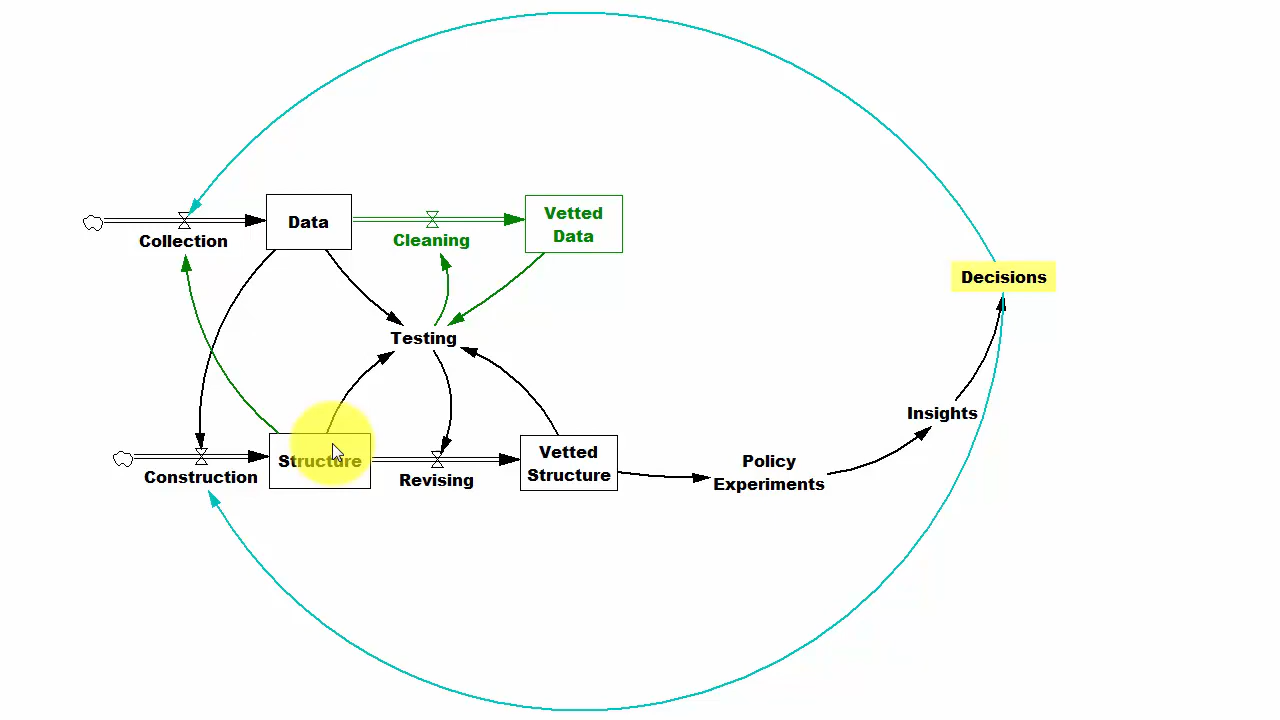 Data
Collection
Vetted
Data
Cleaning
Decisions
Testing
Insights
Structure
Construction
Revising
Vetted
Structure
Policy
Experiments